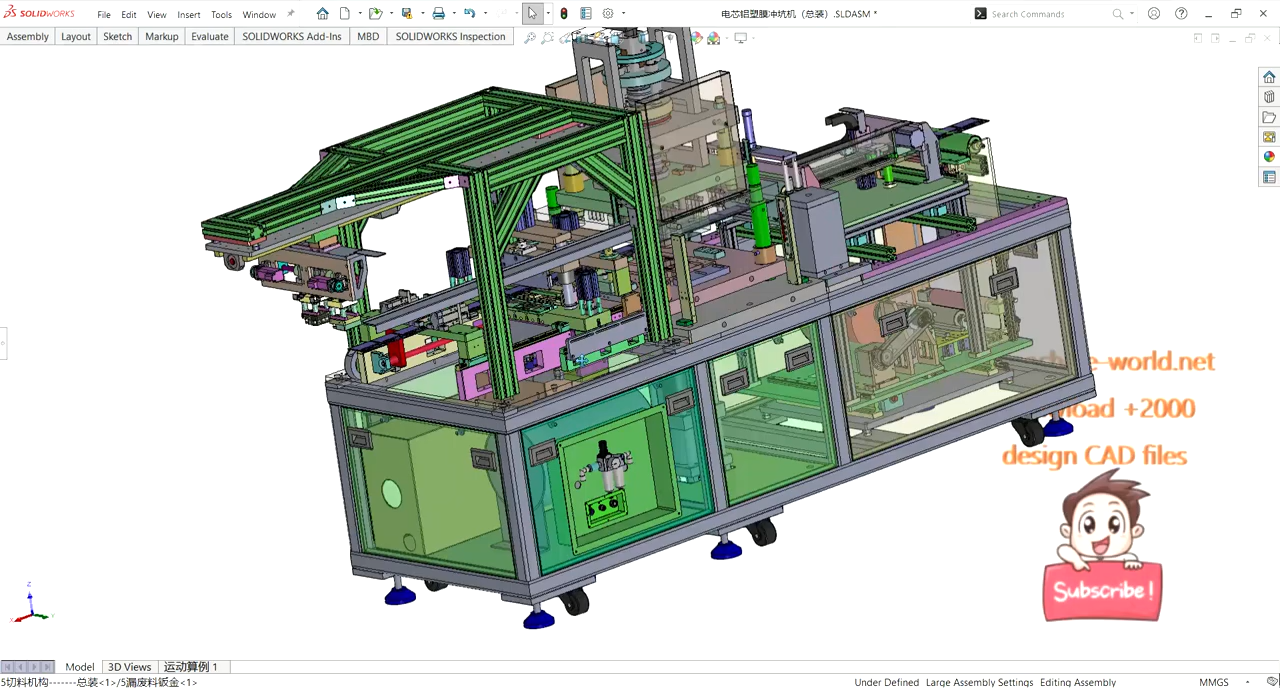 SOLIDWORKS File Edit View Insert Tools Window 电芯铝塑膜冲坑机（总装）.SLDASM * Search Commands
Assembly Layout Sketch Markup Evaluate SOLIDWORKS Add-Ins MBD SOLIDWORKS Inspection
e-world.net
load +2000
design CAD files
Subscribe!
Z
X
Y
Model 3D Views 运动算例 1
5切料机构-------总装<1>/5漏废料钣金<1> Under Defined Large Assembly Settings Editing Assembly MMGS